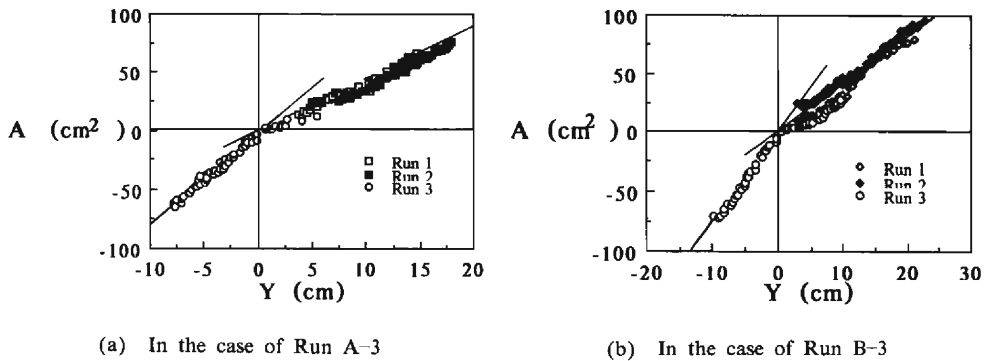 (a)
100
50
A (cm2) 0
-50
-100
□ Run 1
■ Run 2
○ Run 3
-10 -5 0 5 10 15 20
Y (cm)
(a) In the case of Run A-3
(b)
100
50
A (cm2) 0
-50
-100
◇ Run 1
◆ Run 2
○ Run 3
-20 -10 0 10 20 30
Y (cm)
(b) In the case of Run B-3